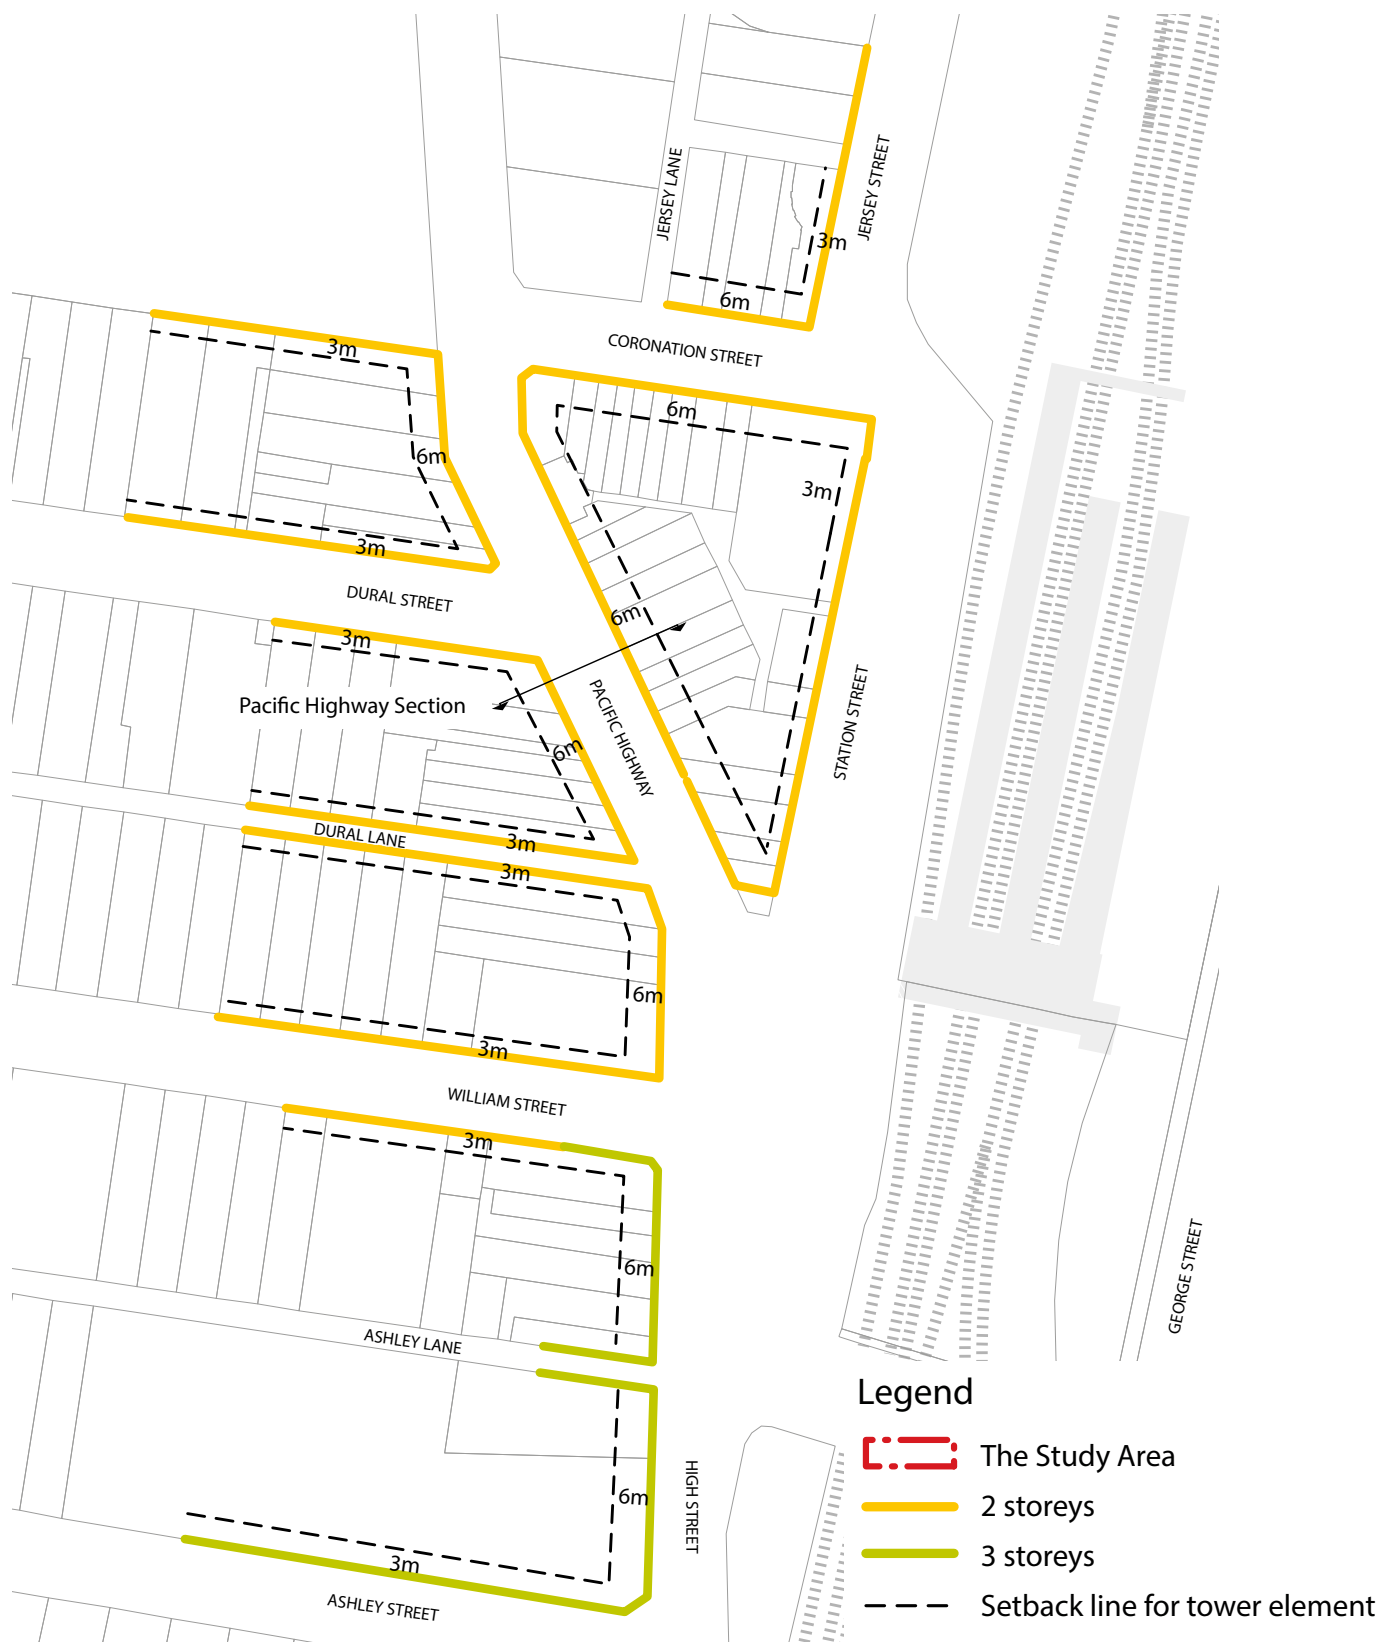 JERSEY LANE
JERSEY STREET
3m
6m
CORONATION STREET
3m
6m
6m
3m
3m
DURAL STREET
6m
3m
Pacific Highway Section
PACIFIC HIGHWAY
STATION STREET
6m
DURAL LANE
3m
3m
6m
3m
WILLIAM STREET
3m
6m
GEORGE STREET
ASHLEY LANE
HIGH STREET
6m
3m
ASHLEY STREET
Legend
The Study Area
2 storeys
3 storeys
Setback line for tower element